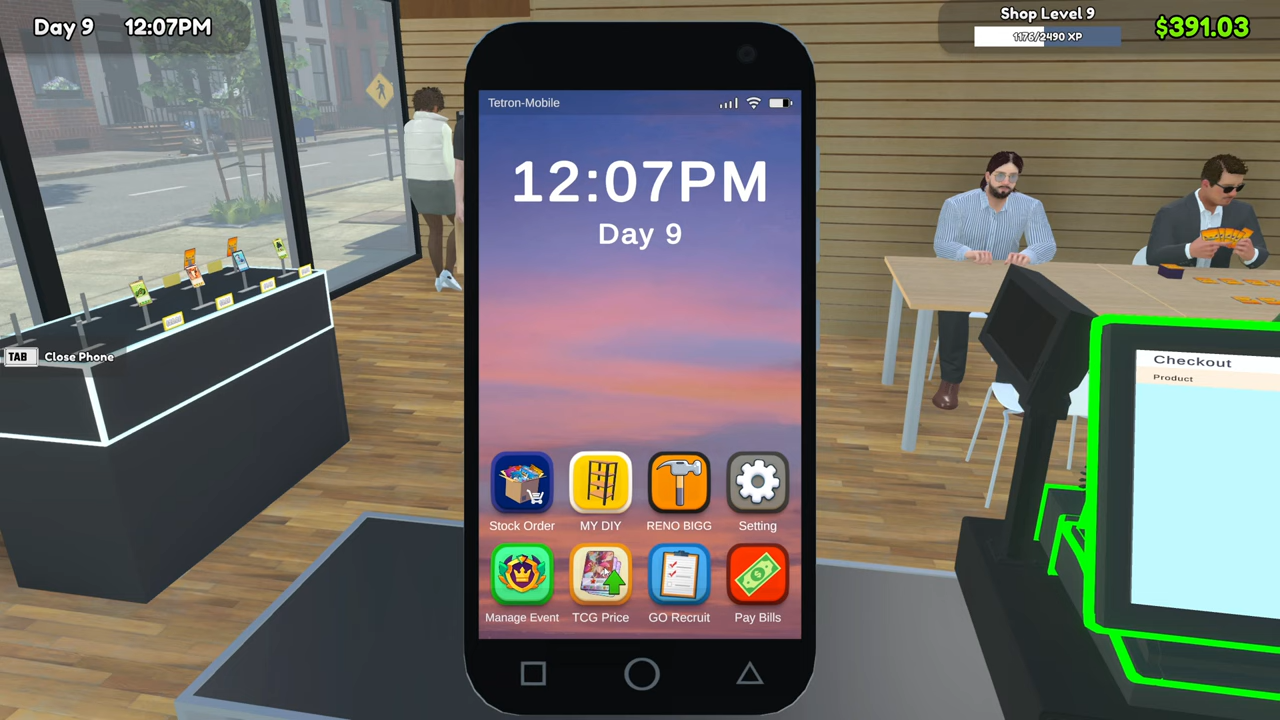 Day 9 12:07PM
Shop Level 9
1176/2490 XP
$391.03
Tetron-Mobile
12:07PM
Day 9
TAB Close Phone
Checkout
Product
Stock Order MY DIY RENO BIGG Setting
Manage Event TCG Price GO Recruit Pay Bills